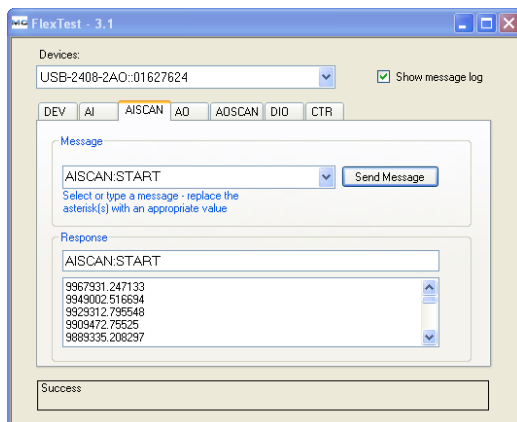 MC FlexTest - 3.1
Devices:
USB-2408-2AO::01627624
Show message log
DEV AI AISCAN AO AOSCAN DIO CTR
Message
AISCAN:START
Send Message
Select or type a message - replace the
asterisk(s) with an appropriate value
Response
AISCAN:START
9967931.247133
9949002.516694
9929312.795548
9909472.75525
9889335.208297
Success